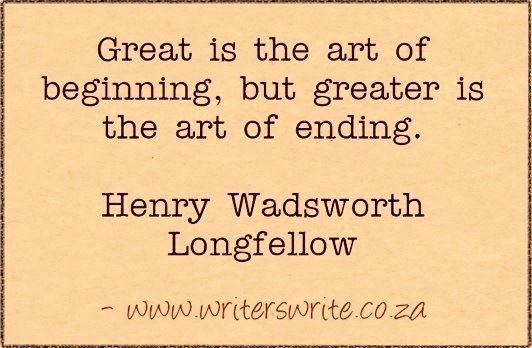 Great is the art of
beginning, but greater is
the art of ending.
Henry Wadsworth
Longfellow
- www.writerswrite.co.za